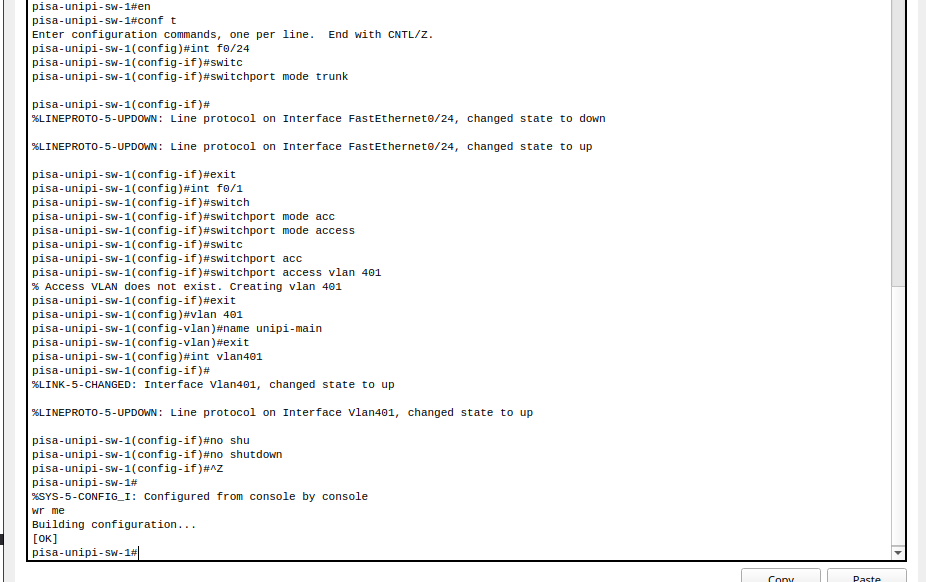 pisa-unipi-sw-1#en
pisa-unipi-sw-1#conf t
Enter configuration commands, one per line.  End with CNTL/Z.
pisa-unipi-sw-1(config)#int f0/24
pisa-unipi-sw-1(config-if)#switc
pisa-unipi-sw-1(config-if)#switchport mode trunk
pisa-unipi-sw-1(config-if)#
%LINEPROTO-5-UPDOWN: Line protocol on Interface FastEthernet0/24, changed state to down
%LINEPROTO-5-UPDOWN: Line protocol on Interface FastEthernet0/24, changed state to up
pisa-unipi-sw-1(config-if)#exit
pisa-unipi-sw-1(config)#int f0/1
pisa-unipi-sw-1(config-if)#switch
pisa-unipi-sw-1(config-if)#switchport mode acc
pisa-unipi-sw-1(config-if)#switchport mode access
pisa-unipi-sw-1(config-if)#switc
pisa-unipi-sw-1(config-if)#switchport acc
pisa-unipi-sw-1(config-if)#switchport access vlan 401
% Access VLAN does not exist. Creating vlan 401
pisa-unipi-sw-1(config-if)#exit
pisa-unipi-sw-1(config)#vlan 401
pisa-unipi-sw-1(config-vlan)#name unipi-main
pisa-unipi-sw-1(config-vlan)#exit
pisa-unipi-sw-1(config)#int vlan401
pisa-unipi-sw-1(config-if)#
%LINK-5-CHANGED: Interface Vlan401, changed state to up
%LINEPROTO-5-UPDOWN: Line protocol on Interface Vlan401, changed state to up
pisa-unipi-sw-1(config-if)#no shu
pisa-unipi-sw-1(config-if)#no shutdown
pisa-unipi-sw-1(config-if)#^Z
pisa-unipi-sw-1#
%SYS-5-CONFIG_I: Configured from console by console
wr me
Building configuration...
[OK]
pisa-unipi-sw-1#
Copy Paste